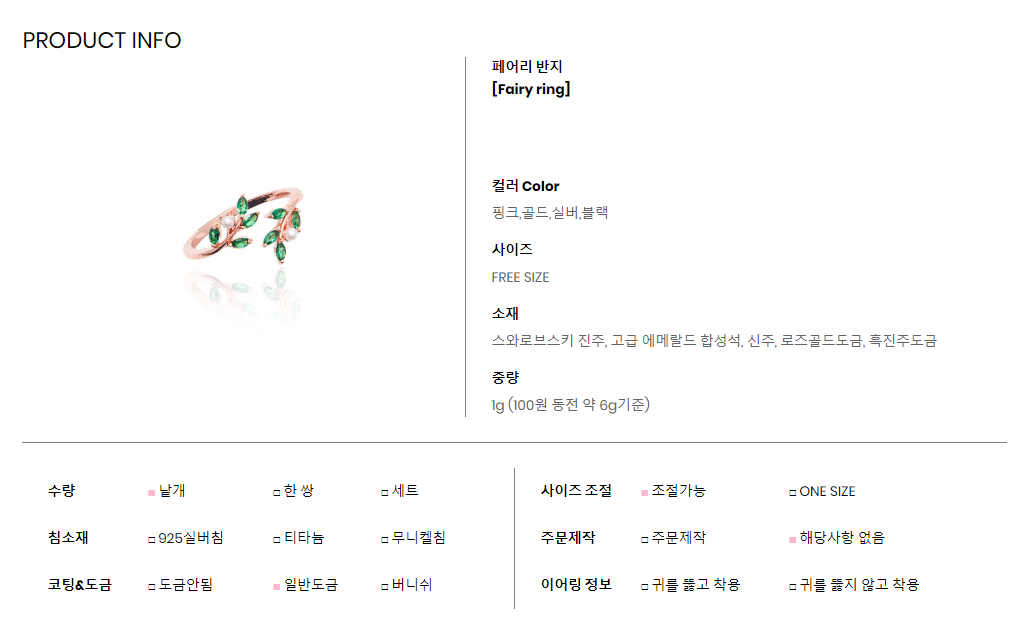 PRODUCT INFO
페어리 반지
[Fairy ring]
컬러 Color
핑크,골드,실버,블랙
사이즈
FREE SIZE
소재
스와로브스키 진주, 고급 에메랄드 합성석, 신주, 로즈골드도금, 흑진주도금
중량
1g (100원 동전 약 6g기준)
수량 ■ 낱개 □ 한 쌍 □ 세트
침소재 □ 925실버침 □ 티타늄 □ 무니켈침
코팅&도금 □ 도금안됨 ■ 일반도금 □ 버니쉬
사이즈 조절 ■ 조절가능 □ ONE SIZE
주문제작 □ 주문제작 ■ 해당사항 없음
이어링 정보 □ 귀를 뚫고 착용 □ 귀를 뚫지 않고 착용